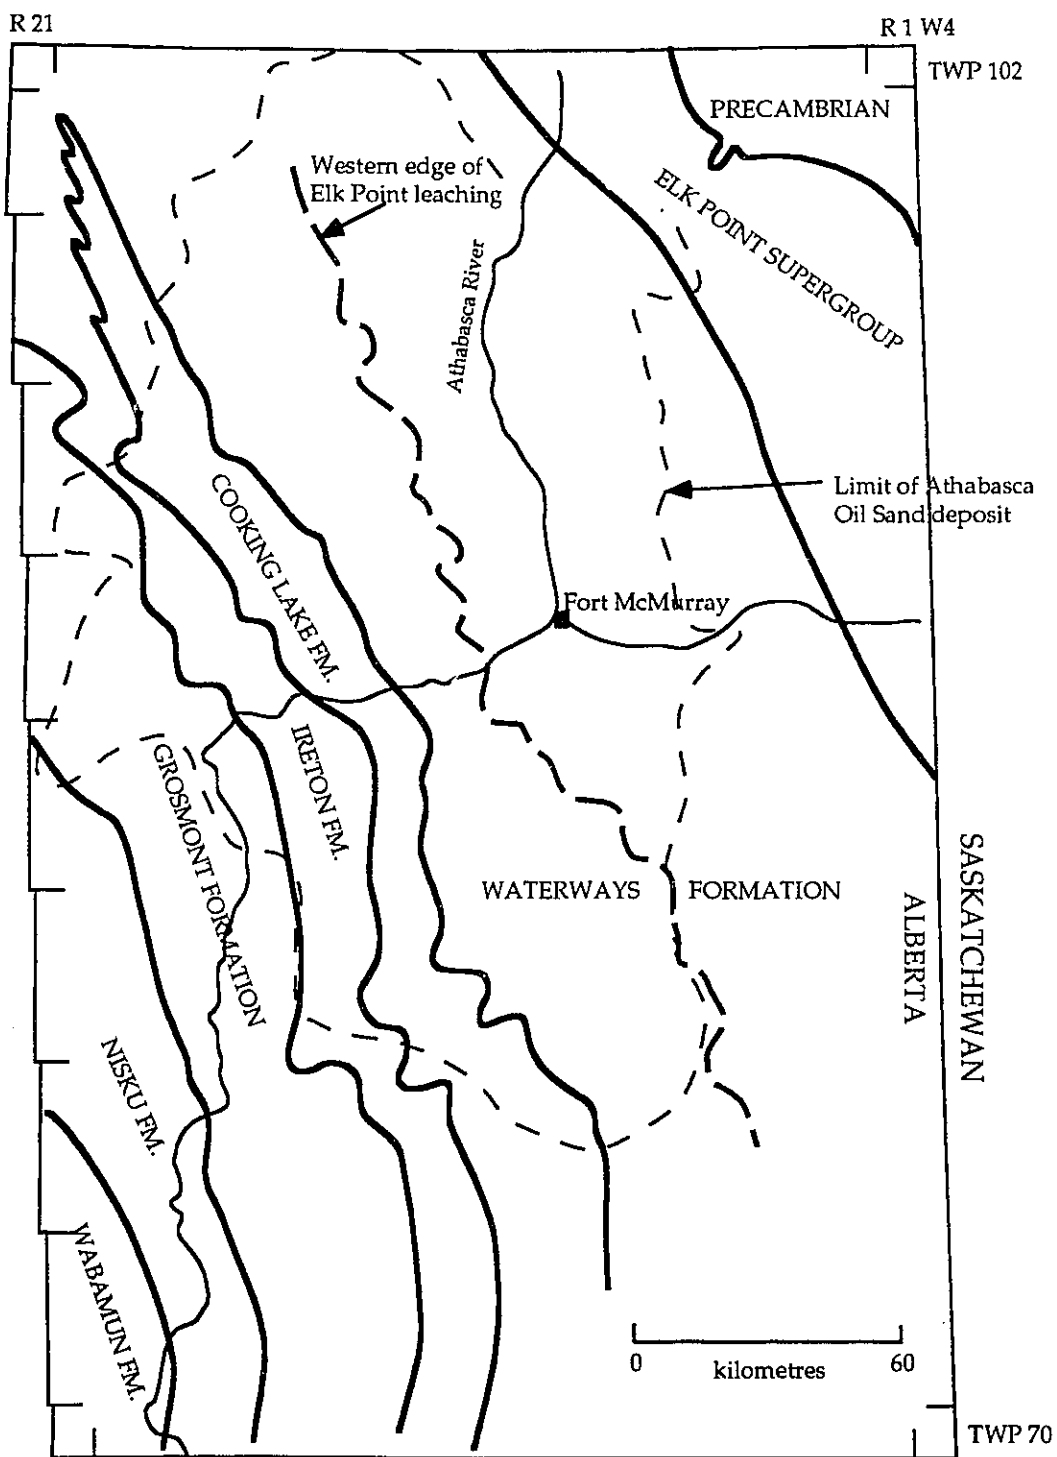 R 21
R 1 W4
TWP 102
PRECAMBRIAN
Western edge of
Elk Point leaching
ELK POINT SUPERGROUP
Athabasca River
Limit of Athabasca
Oil Sand deposit
COOKING LAKE FM.
Fort McMurray
IRETON FM.
GROSMONT FORMATION
WATERWAYS FORMATION
ALBERTA
SASKATCHEWAN
NISKU FM.
WABAMUN FM.
0 60
kilometres
TWP 70